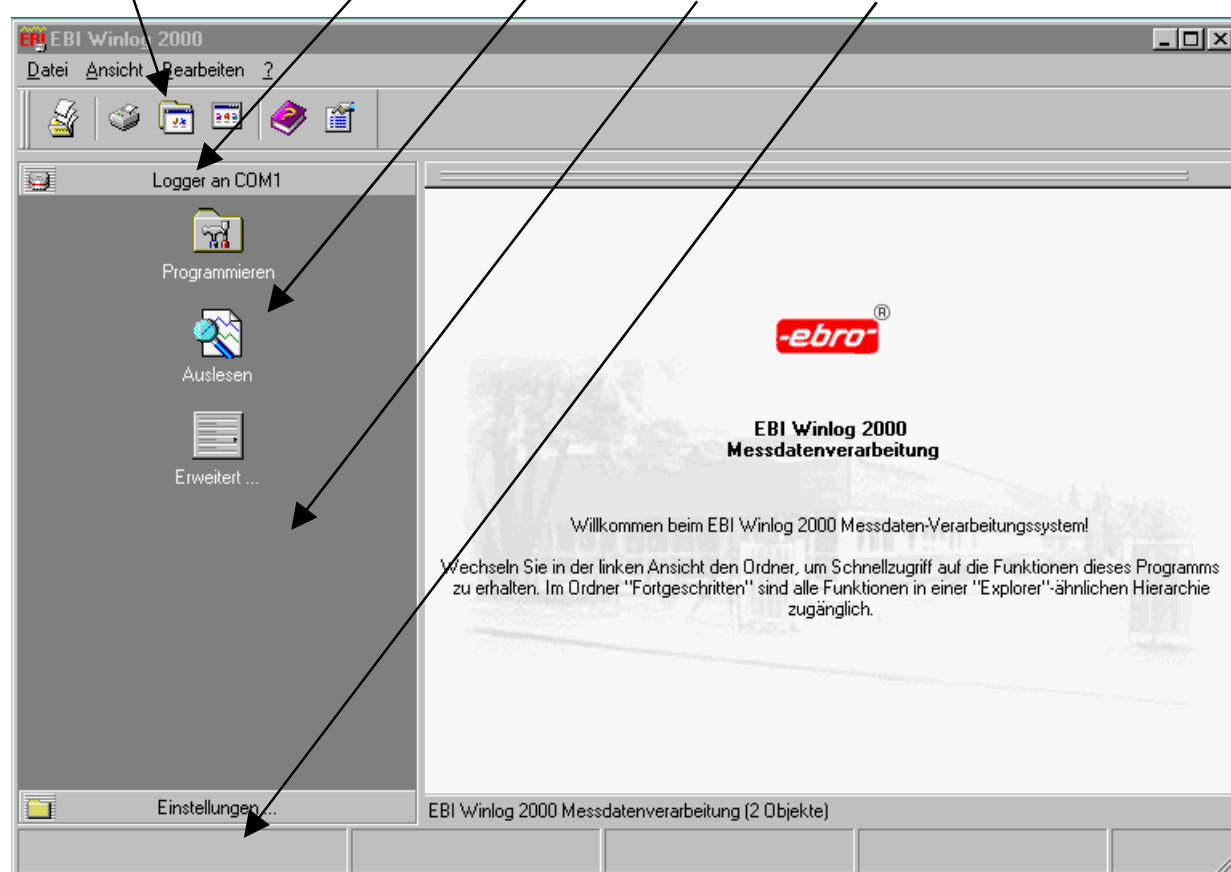 EBI Winlog 2000
Datei Ansicht Bearbeiten ?
Logger an COM1
Programmieren
Auslesen
Erweitert ...
Einstellungen ...
-ebro- ®
EBI Winlog 2000
Messdatenverarbeitung
Willkommen beim EBI Winlog 2000 Messdaten-Verarbeitungssystem!
Wechseln Sie in der linken Ansicht den Ordner, um Schnellzugriff auf die Funktionen dieses Programms
zu erhalten. Im Ordner "Fortgeschritten" sind alle Funktionen in einer "Explorer"-ähnlichen Hierarchie
zugänglich.
EBI Winlog 2000 Messdatenverarbeitung (2 Objekte)